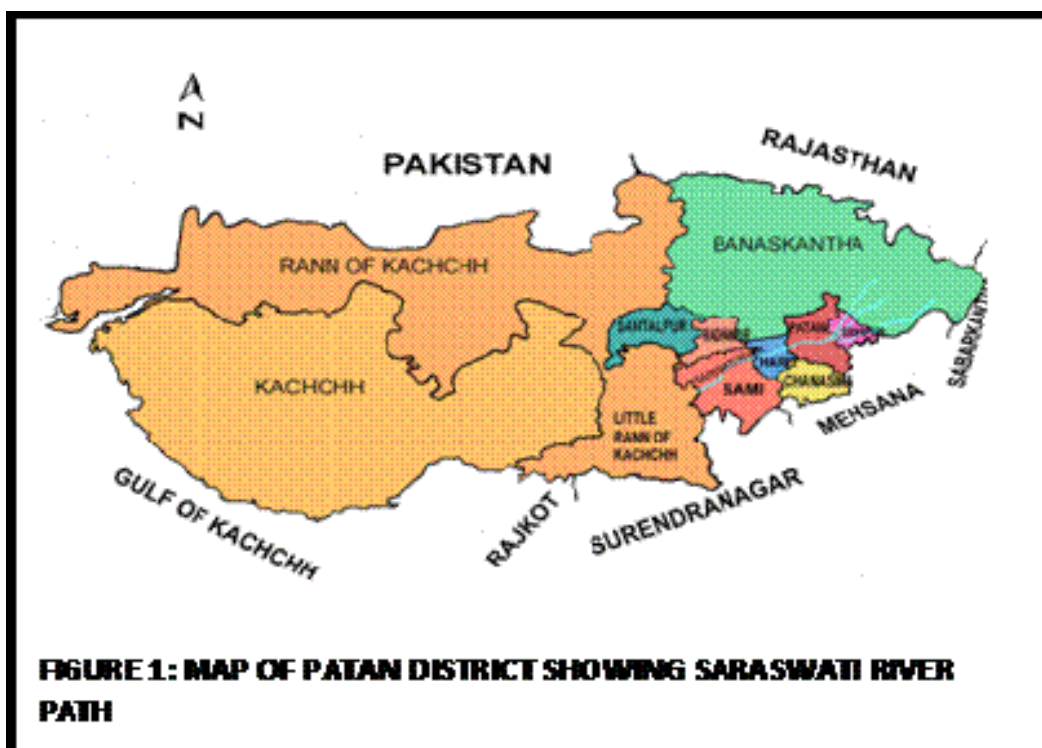 N
PAKISTAN
RAJASTHAN
BANASKANTHA
RANN OF KACHCHH
SANTALPUR
PATAN
SABARKANTHA
HARIJ
KACHCHH
SAMI
CHANASMA
MEHSANA
LITTLE
RANN OF
KACHCHH
GULF OF KACHCHH
RAJKOT
SURENDRANAGAR
FIGURE 1: MAP OF PATAN DISTRICT SHOWING SARASWATI RIVER
PATH